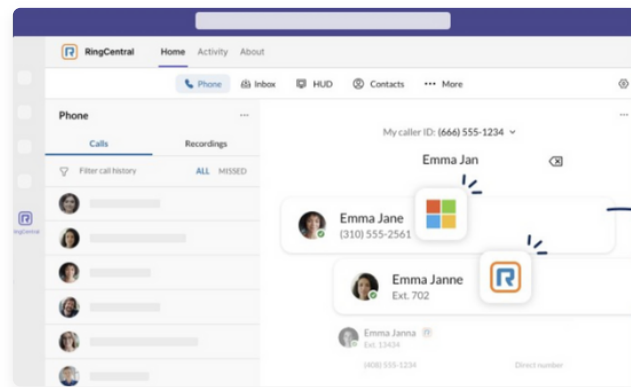 RingCentral Home Activity About
Phone Inbox HUD Contacts ••• More
Phone
Calls Recordings
Filter call history ALL MISSED
My caller ID: (666) 555-1234
Emma Jan
Emma Jane
(310) 555-2561
Emma Janne
Ext. 702
Emma Janna
Ext. 13434
(408) 555-1234 Direct number